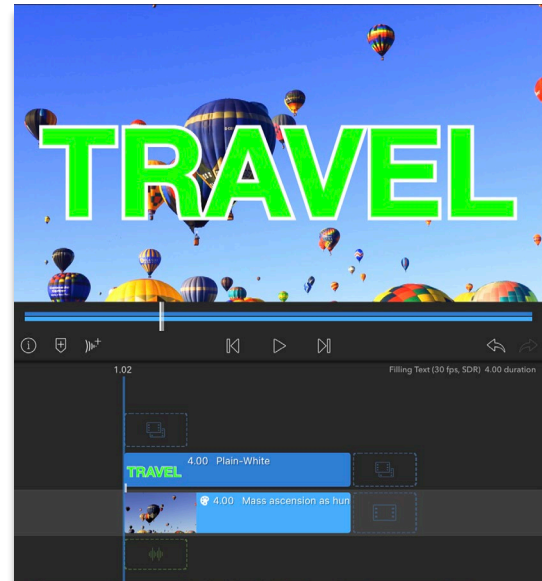 TRAVEL
1.02
Filling Text (30 fps, SDR) 4.00 duration
4.00 Plain-White
TRAVEL
4.00 Mass ascension as hun